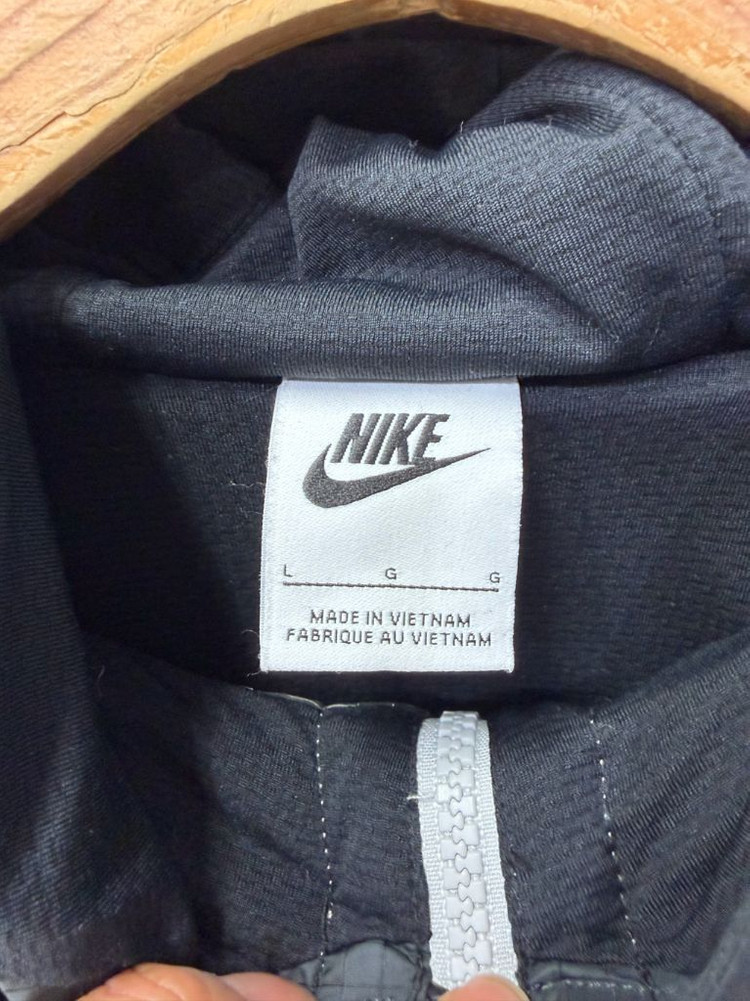 NIKE
L G G
MADE IN VIETNAM
FABRIQUE AU VIETNAM